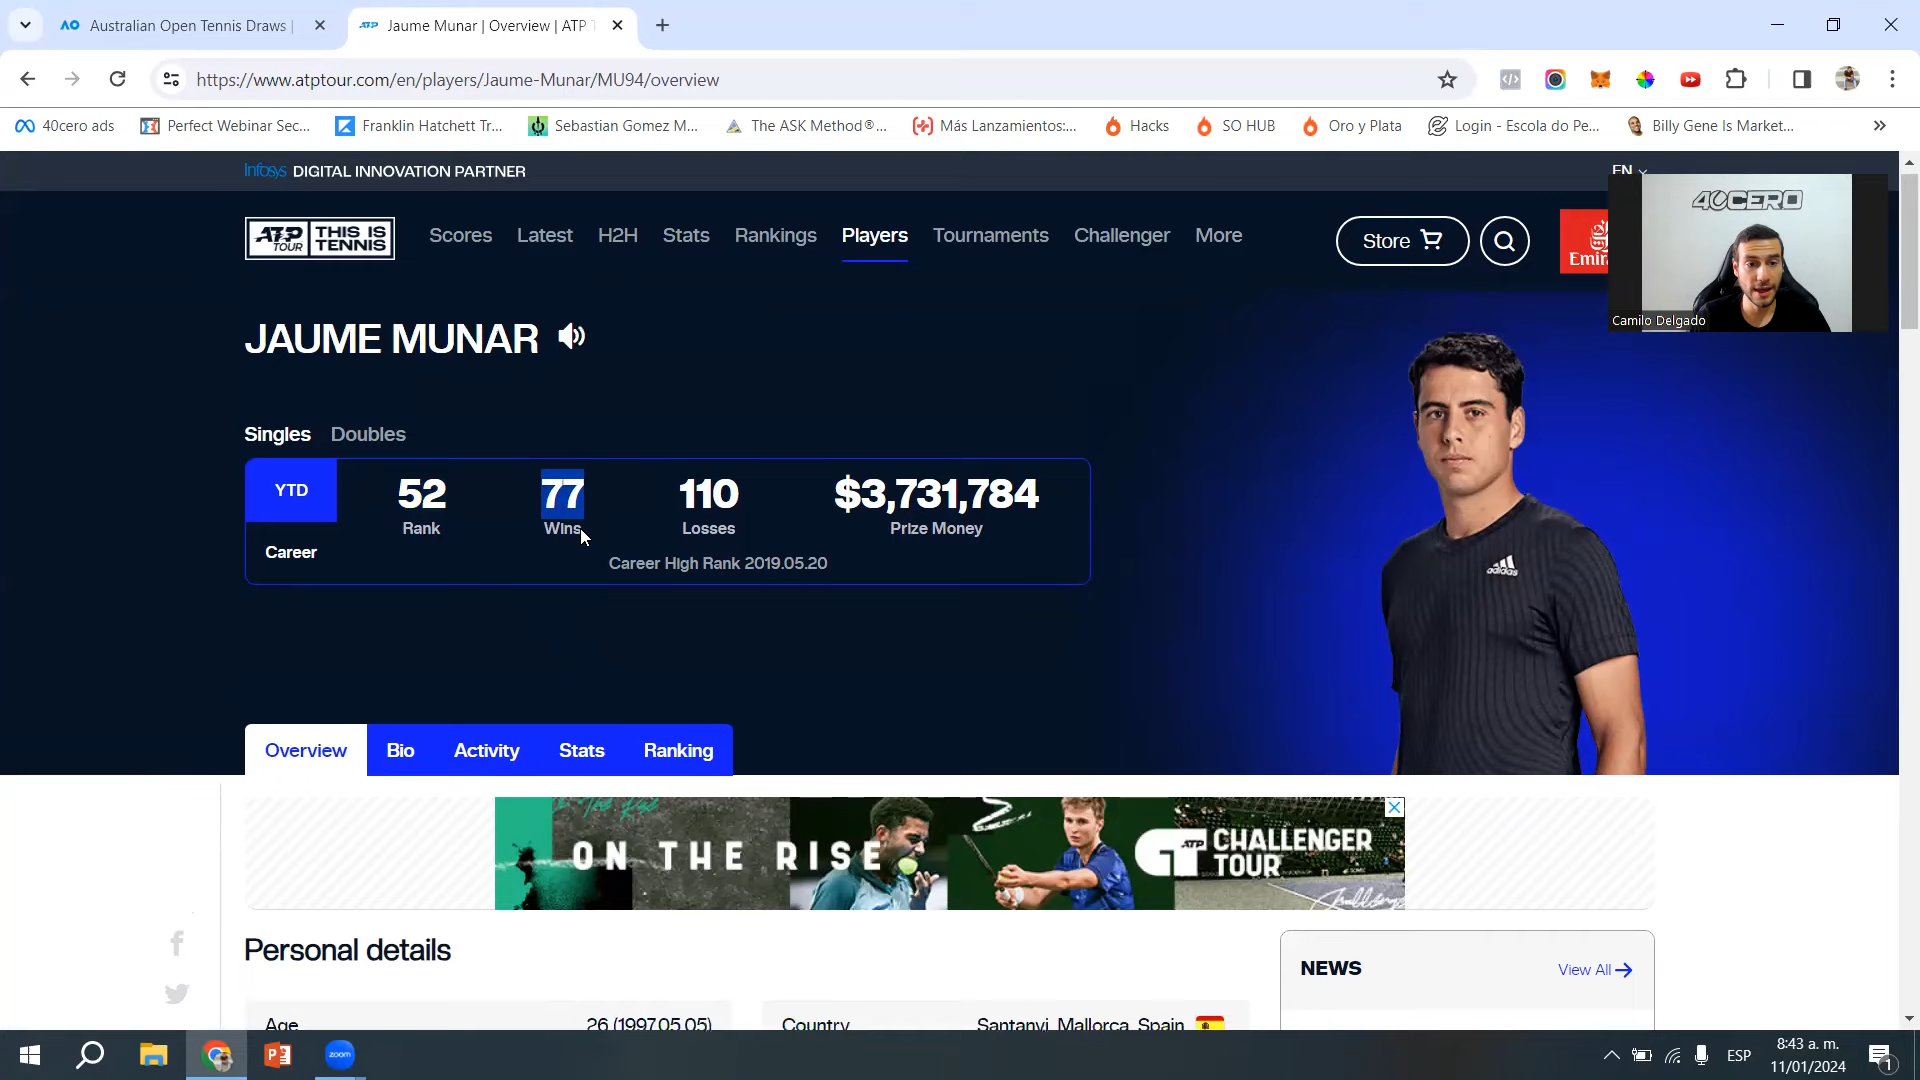 Australian Open Tennis Draws |
ATP Jaume Munar | Overview | ATP T
https://www.atptour.com/en/players/Jaume-Munar/MU94/overview
40cero ads
Perfect Webinar Sec...
Franklin Hatchett Tr...
Sebastian Gomez M...
The ASK Method®...
Más Lanzamientos:...
Hacks
SO HUB
Oro y Plata
Login - Escola do Pe...
Billy Gene Is Market...
Infosys DIGITAL INNOVATION PARTNER
EN
40CERO
ATP TOUR THIS IS TENNIS
Scores
Latest
H2H
Stats
Rankings
Players
Tournaments
Challenger
More
Store
Emir
Camilo Delgado
JAUME MUNAR
Singles
Doubles
YTD
52
77
110
$3,731,784
Rank
Wins
Losses
Prize Money
Career
Career High Rank 2019.05.20
adidas
Overview
Bio
Activity
Stats
Ranking
ON THE RISE
ATP CHALLENGER TOUR
Personal details
NEWS
View All
Age
26 (1997.05.05)
Country
Santanyi, Mallorca, Spain
zoom
ESP
8:43 a. m.
11/01/2024
1